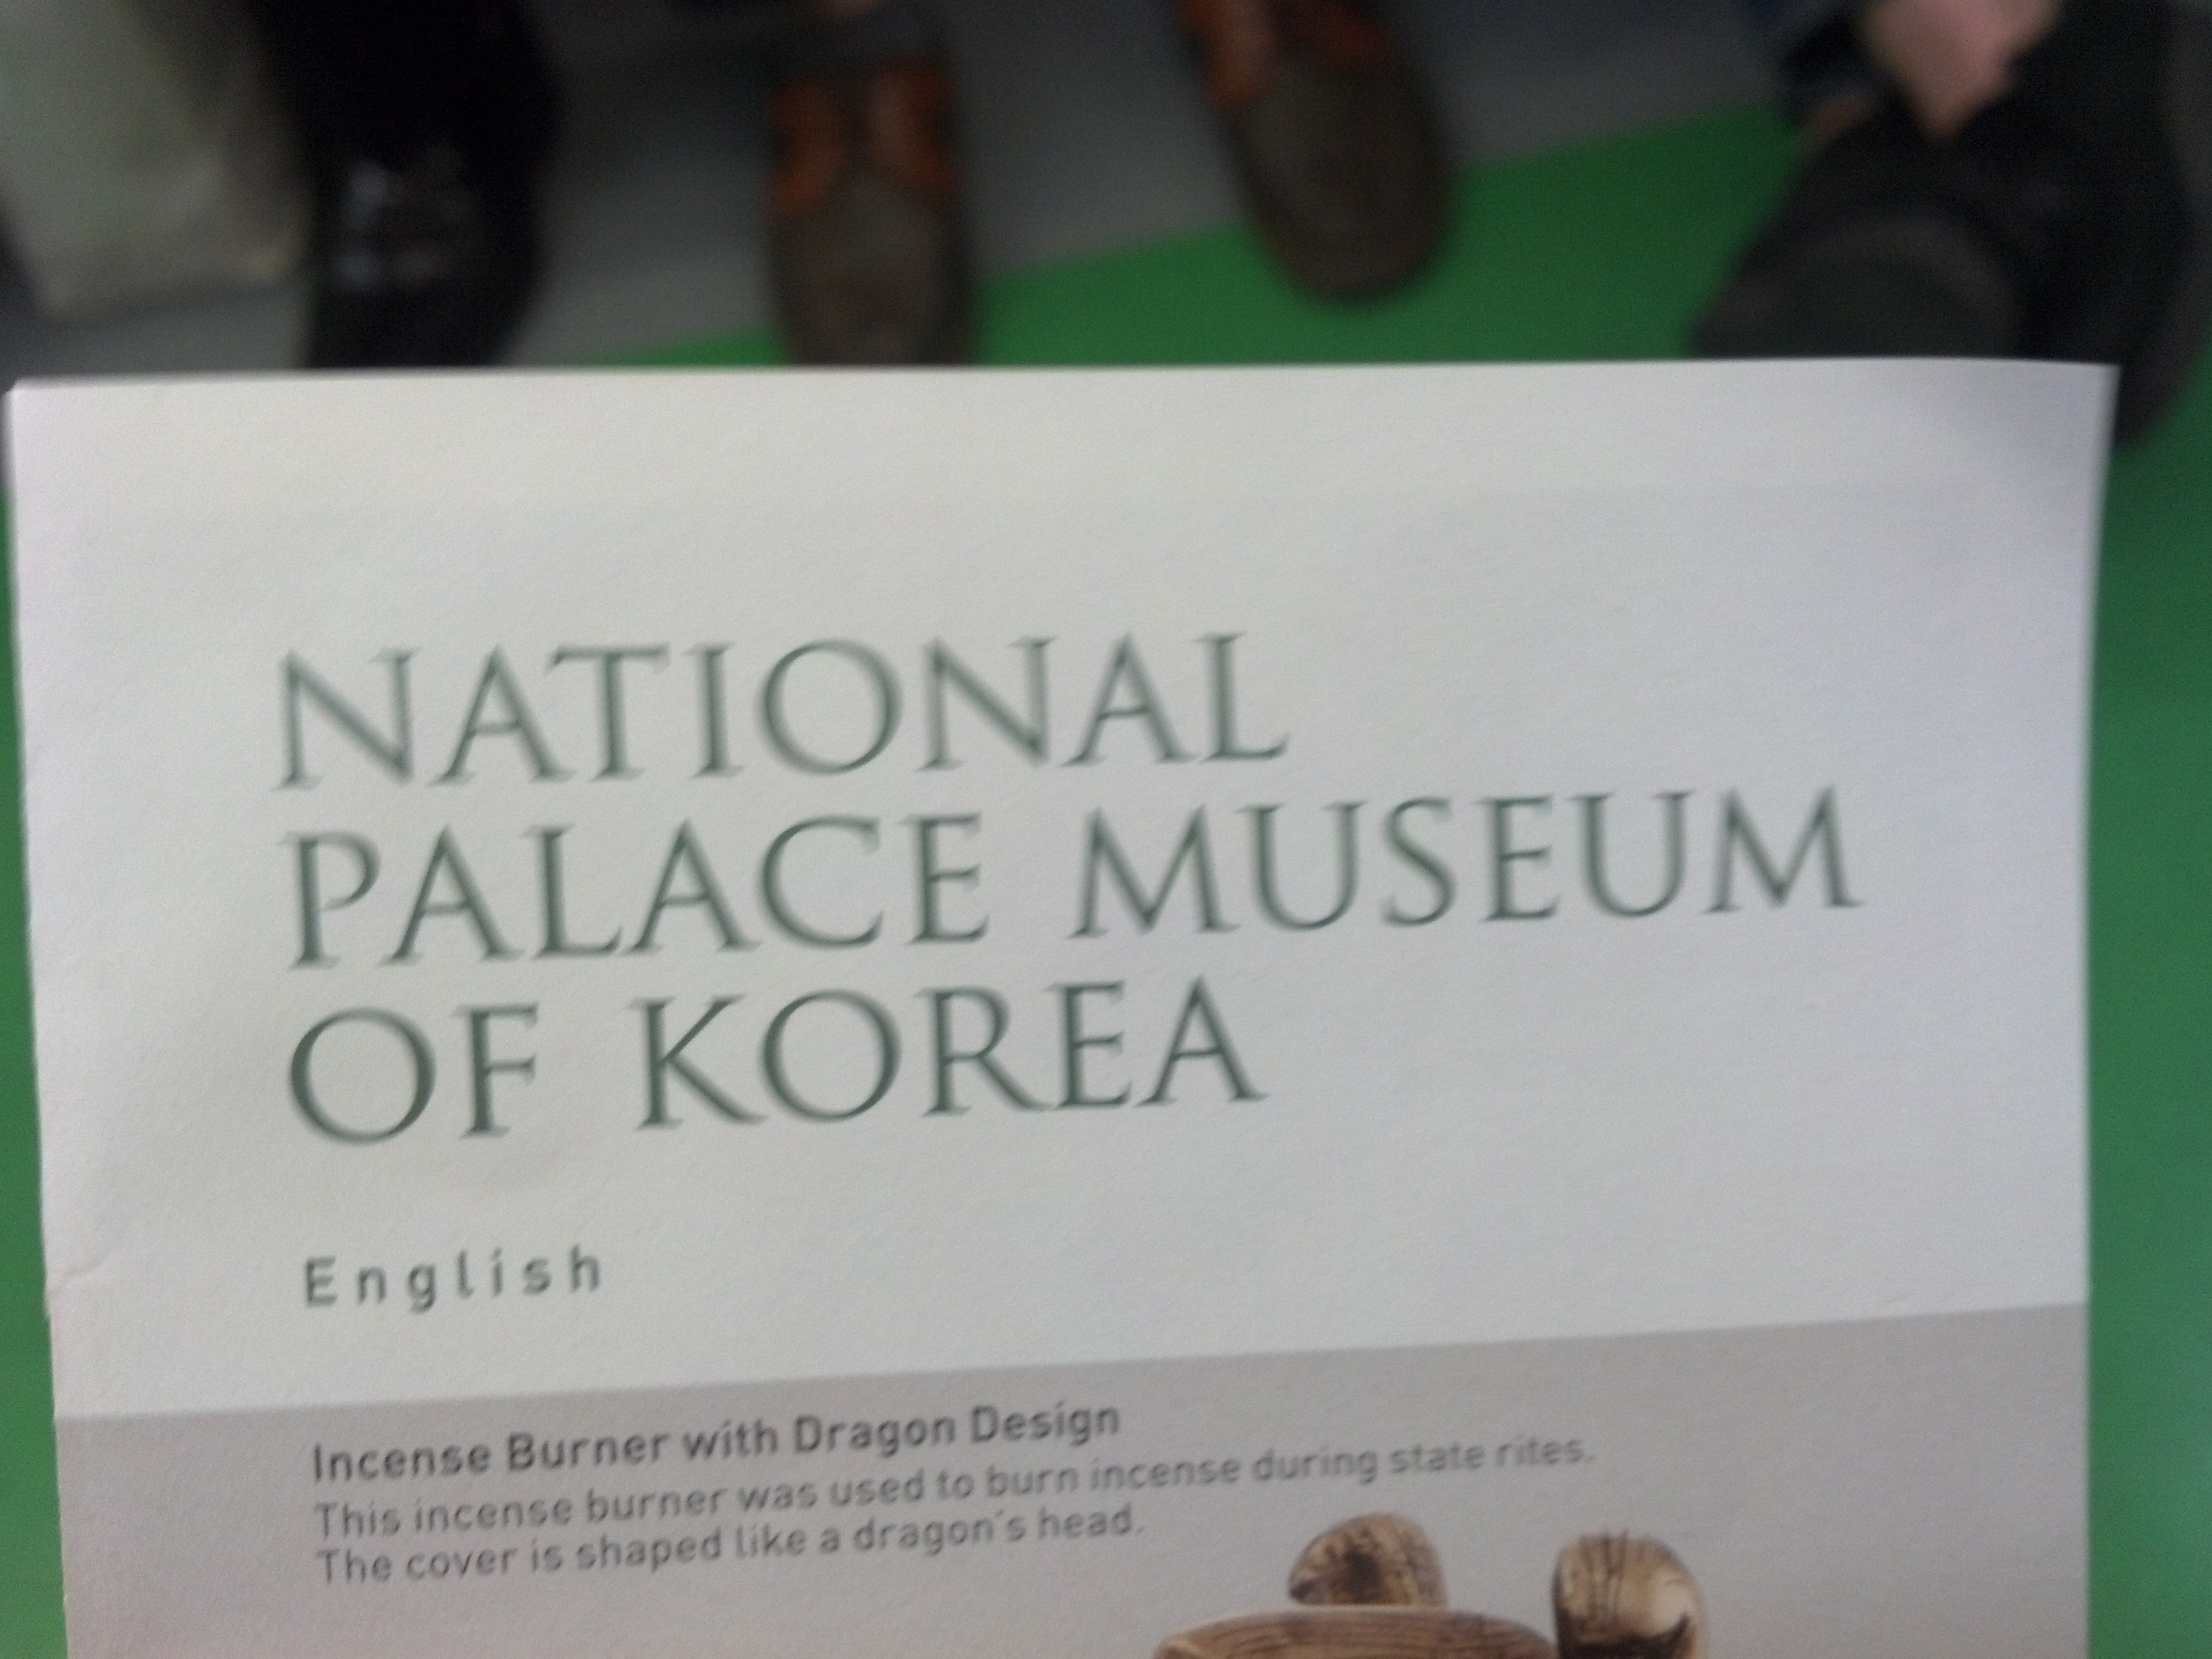 NATIONAL
PALACE MUSEUM
OF KOREA
English
Incense Burner with Dragon Design
This incense burner was used to burn incense during state rites.
The cover is shaped like a dragon's head.